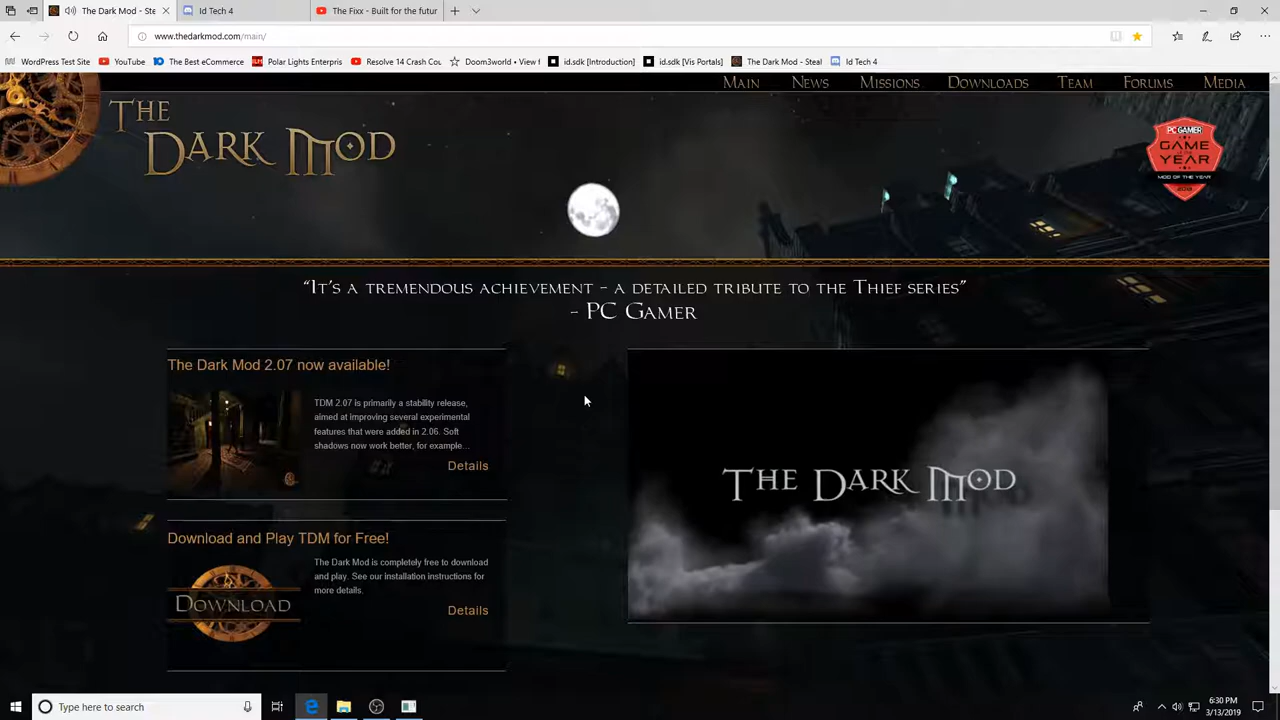 The Dark Mod - Ste
Id Tech 4
The Fixx - Built for the futur
www.thedarkmod.com/main/
WordPress Test Site
YouTube
The Best eCommerce
Polar Lights Enterpris
Resolve 14 Crash Cou
Doom3world • View f
id.sdk [Introduction]
id.sdk [Vis Portals]
The Dark Mod - Steal
Id Tech 4
Main
News
Missions
Downloads
Team
Forums
Media
The
Dark Mod
PC GAMER
GAME
of the
YEAR
MOD OF THE YEAR
“It's a tremendous achievement - a detailed tribute to the Thief series”
- PC Gamer
The Dark Mod 2.07 now available!
TDM 2.07 is primarily a stability release,
aimed at improving several experimental
features that were added in 2.06. Soft
shadows now work better, for example...
Details
The Dark Mod
Download and Play TDM for Free!
The Dark Mod is completely free to download
and play. See our installation instructions for
more details.
Download
Details
Type here to search
6:30 PM
3/13/2019